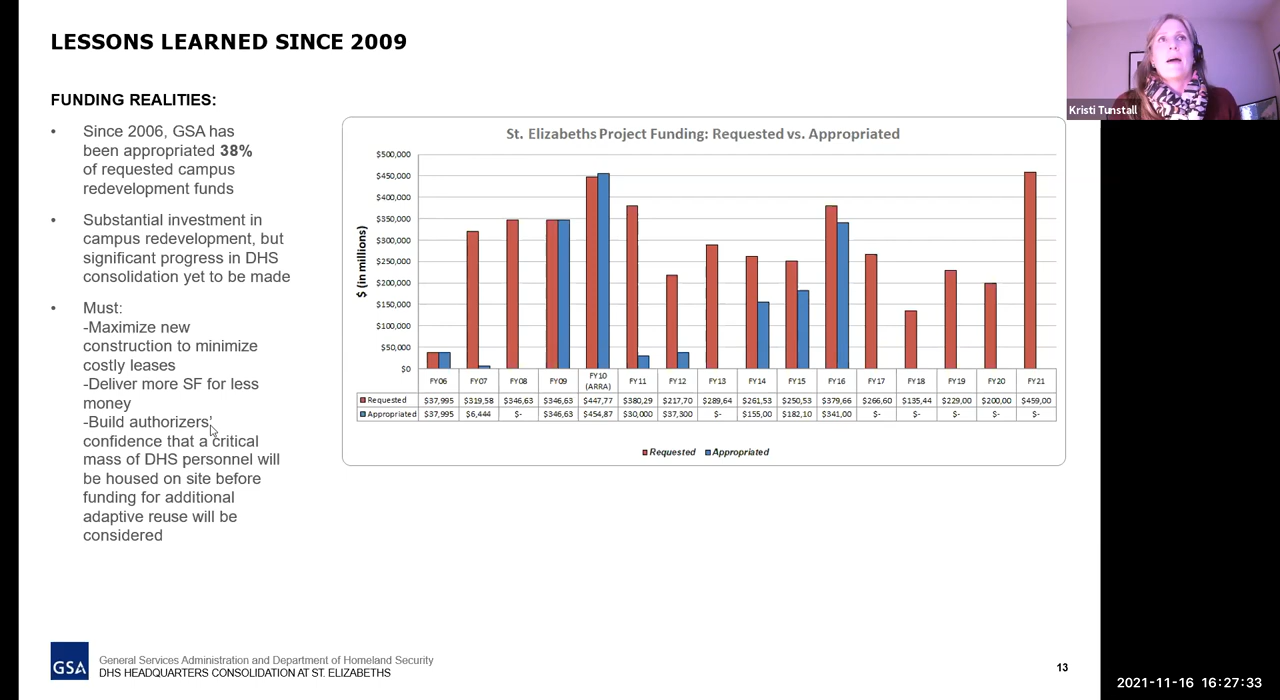 LESSONS LEARNED SINCE 2009
Kristi Tunstall
FUNDING REALITIES:
• Since 2006, GSA has
been appropriated 38%
of requested campus
redevelopment funds
• Substantial investment in
campus redevelopment, but
significant progress in DHS
consolidation yet to be made
• Must:
-Maximize new
construction to minimize
costly leases
-Deliver more SF for less
money
-Build authorizers’
confidence that a critical
mass of DHS personnel will
be housed on site before
funding for additional
adaptive reuse will be
considered
St. Elizabeths Project Funding: Requested vs. Appropriated
$ (in millions)
$500,000
$450,000
$400,000
$350,000
$300,000
$250,000
$200,000
$150,000
$100,000
$50,000
$0
FY06 FY07 FY08 FY09 FY10 (ARRA) FY11 FY12 FY13 FY14 FY15 FY16 FY17 FY18 FY19 FY20 FY21
Requested $37,995 $319,58 $346,63 $346,63 $447,77 $380,29 $217,70 $289,64 $261,53 $250,53 $379,66 $266,60 $135,44 $229,00 $200,00 $459,00
Appropriated $37,995 $6,444 $- $346,63 $454,87 $30,000 $37,300 $- $155,00 $182,10 $341,00 $- $- $- $- $-
Requested Appropriated
GSA
General Services Administration and Department of Homeland Security
DHS HEADQUARTERS CONSOLIDATION AT ST. ELIZABETHS
13
2021-11-16 16:27:33